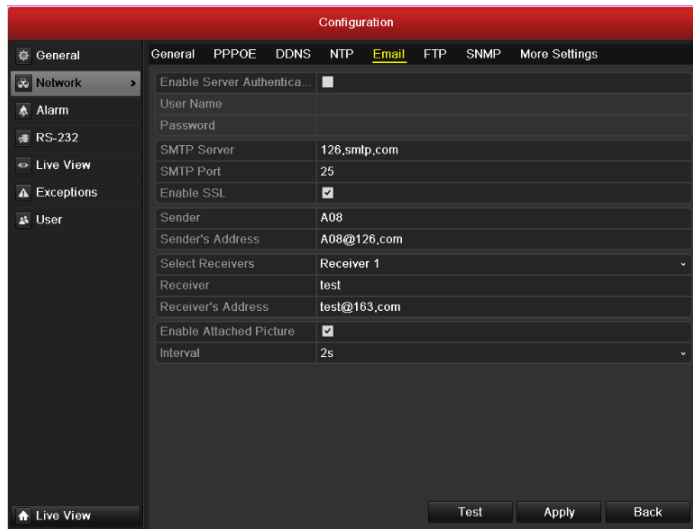 Configuration
General
Network
Alarm
RS-232
Live View
Exceptions
User
Live View
General PPPOE DDNS NTP Email FTP SNMP More Settings
Enable Server Authentica...
User Name
Password
SMTP Server 126,smtp,com
SMTP Port 25
Enable SSL
Sender A08
Sender's Address A08@126,com
Select Receivers Receiver 1
Receiver test
Receiver's Address test@163,com
Enable Attached Picture
Interval 2s
Test Apply Back